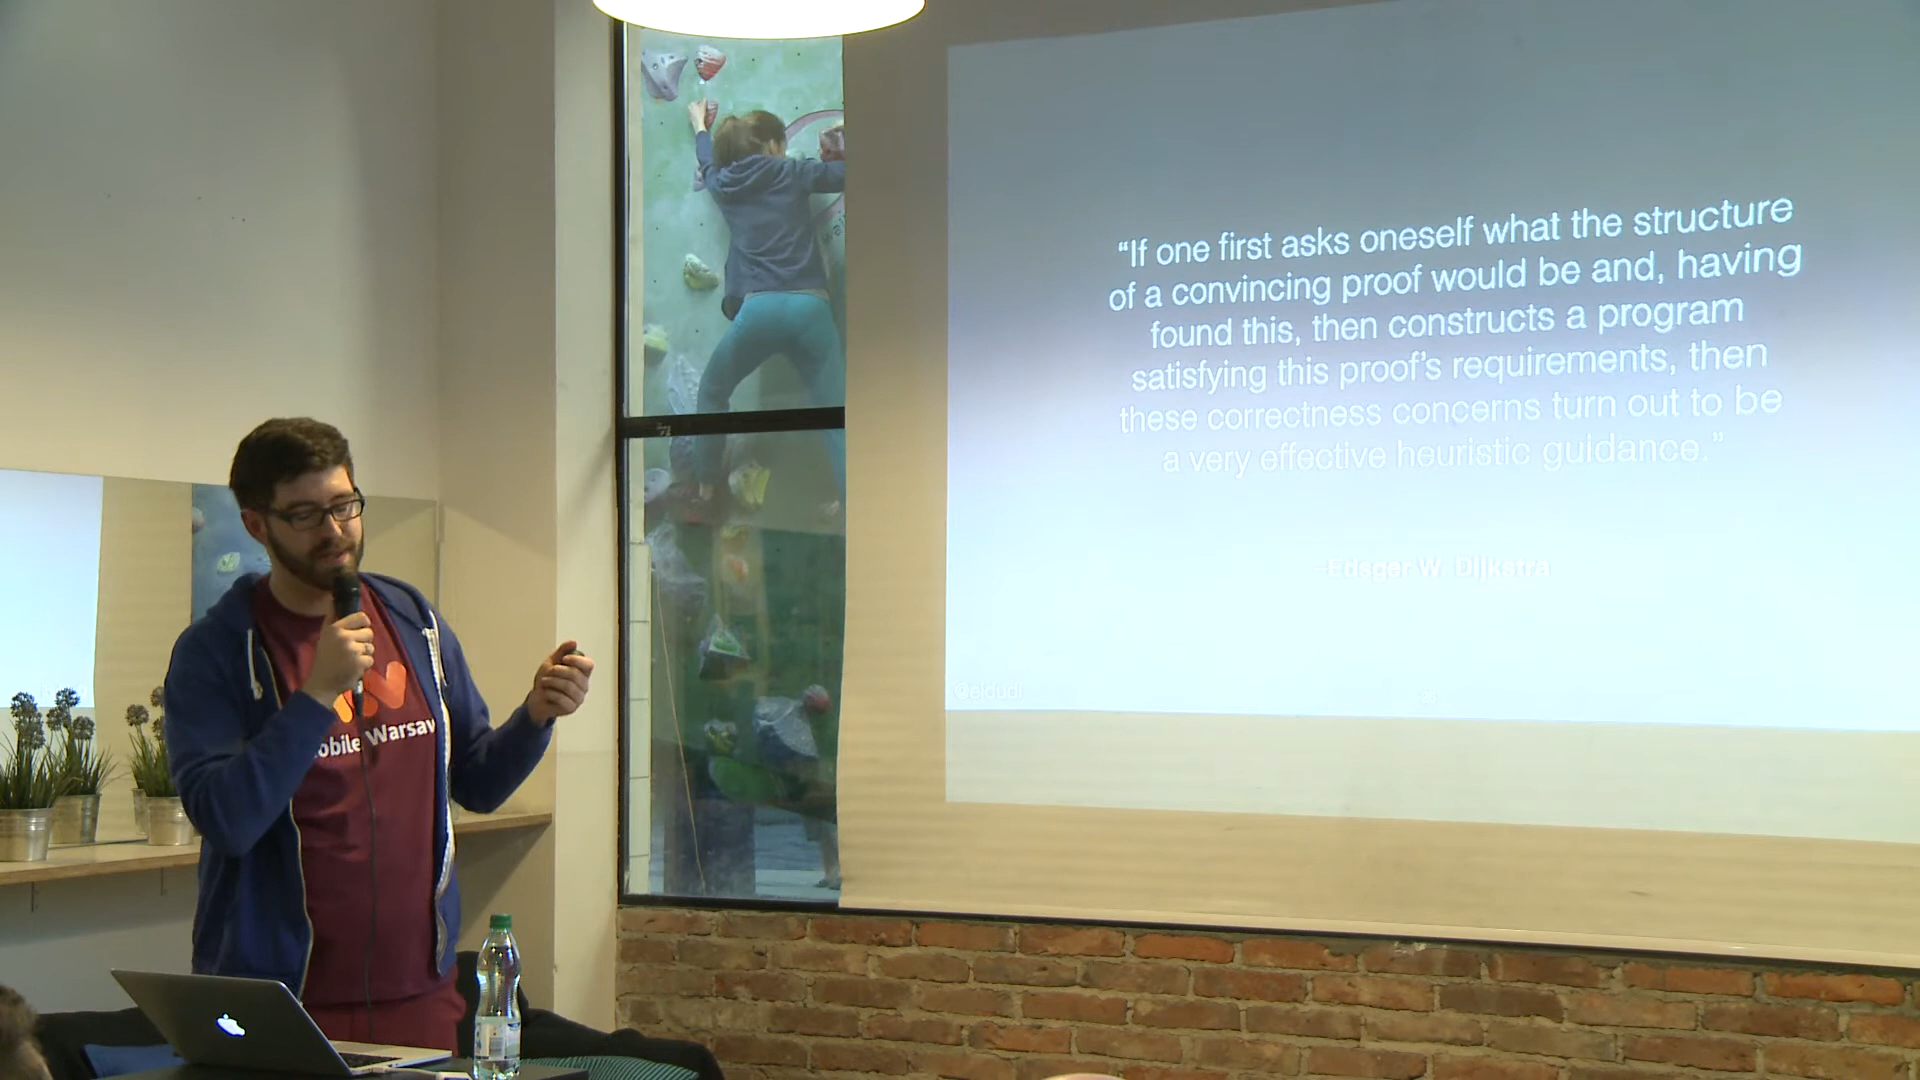 “If one first asks oneself what the structure
of a convincing proof would be and, having
found this, then constructs a program
satisfying this proof’s requirements, then
these correctness concerns turn out to be
a very effective heuristic guidance.”
–Edsger W. Dijkstra
@eldudi
Mobile Warsaw